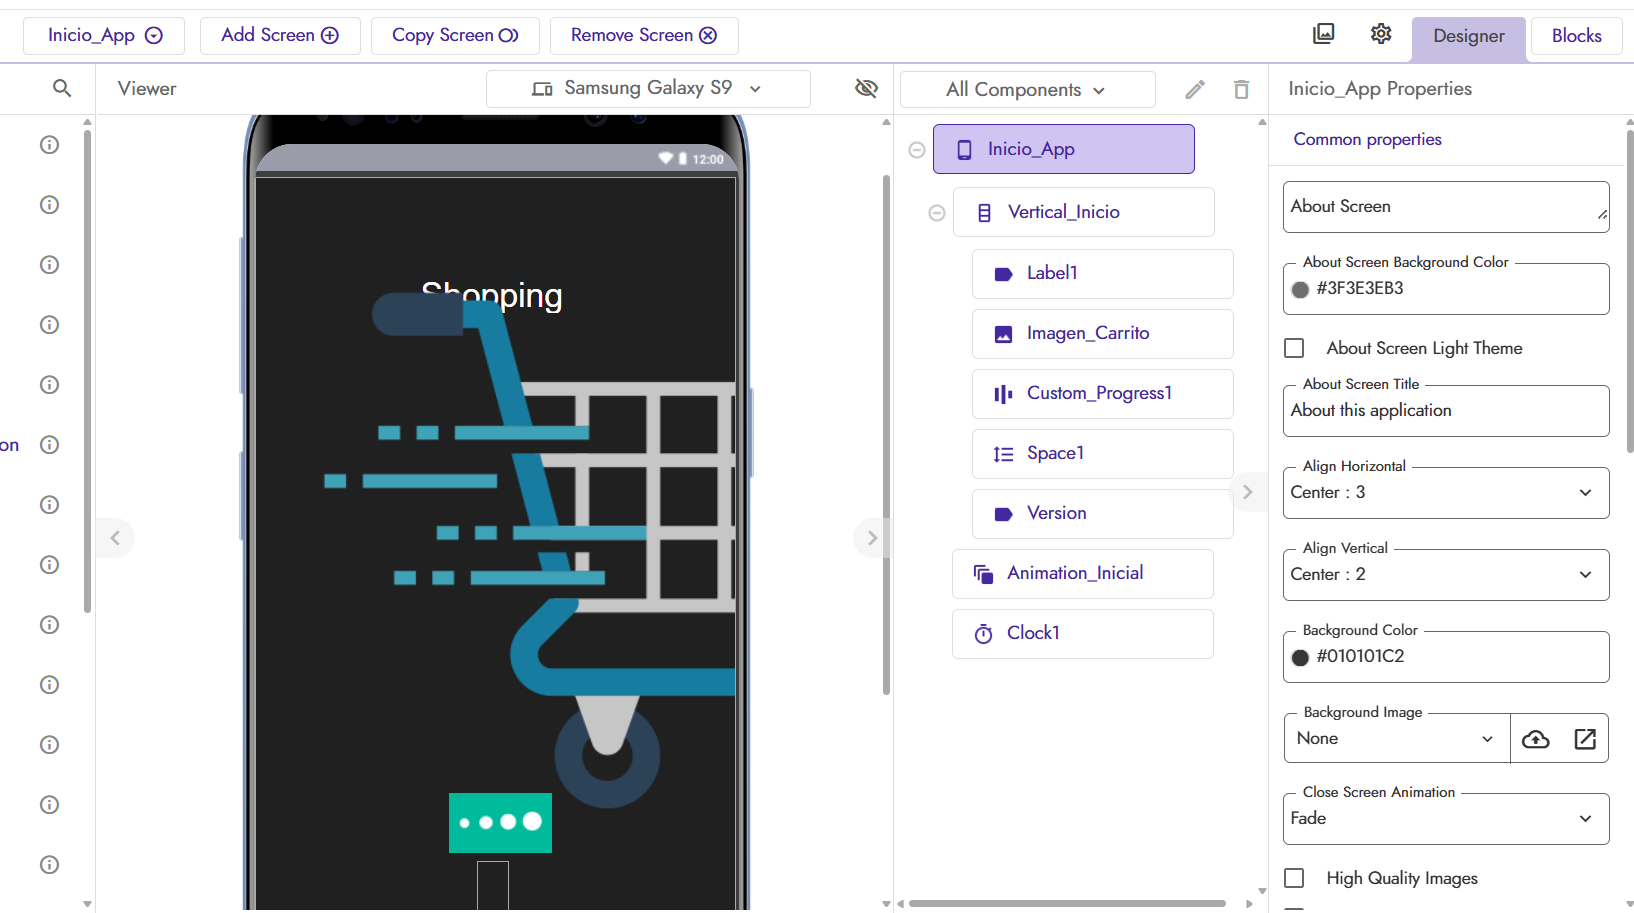 Inicio_App
Add Screen
Copy Screen
Remove Screen
Designer
Blocks
Viewer
Samsung Galaxy S9
All Components
Inicio_App Properties
12:00
Shopping
on
Inicio_App
Vertical_Inicio
Label1
Imagen_Carrito
Custom_Progress1
Space1
Version
Animation_Inicial
Clock1
Common properties
About Screen
About Screen Background Color
#3F3E3EB3
About Screen Light Theme
About Screen Title
About this application
Align Horizontal
Center : 3
Align Vertical
Center : 2
Background Color
#010101C2
Background Image
None
Close Screen Animation
Fade
High Quality Images